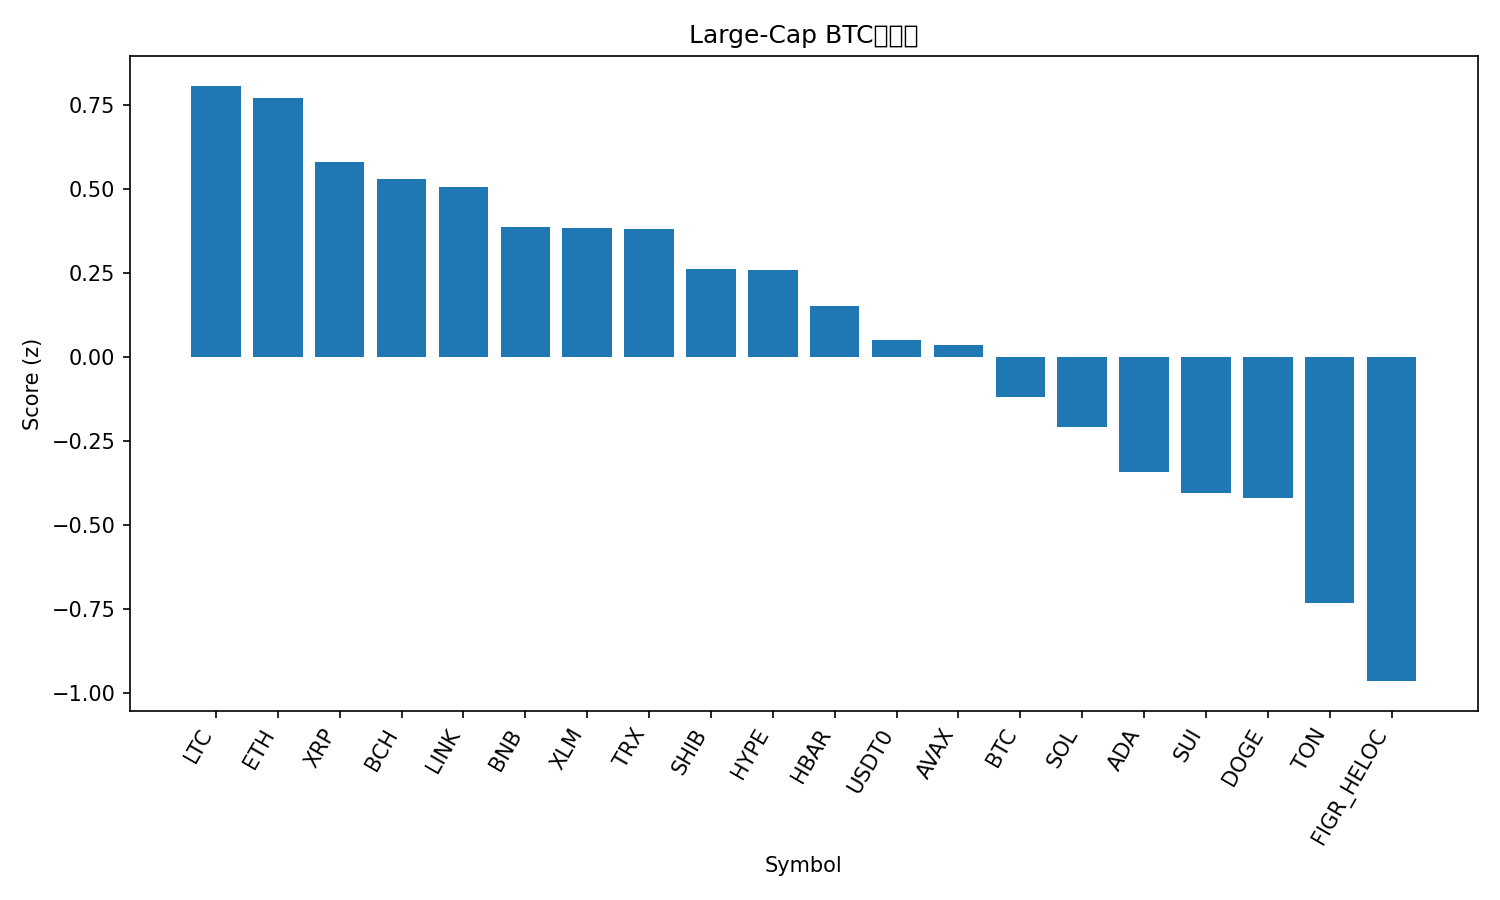 Large-Cap BTC
Score (z)
0.75
0.50
0.25
0.00
−0.25
−0.50
−0.75
−1.00
LTC
ETH
XRP
BCH
LINK
BNB
XLM
TRX
SHIB
HYPE
HBAR
USDT0
AVAX
BTC
SOL
ADA
SUI
DOGE
TON
FIGR_HELOC
Symbol